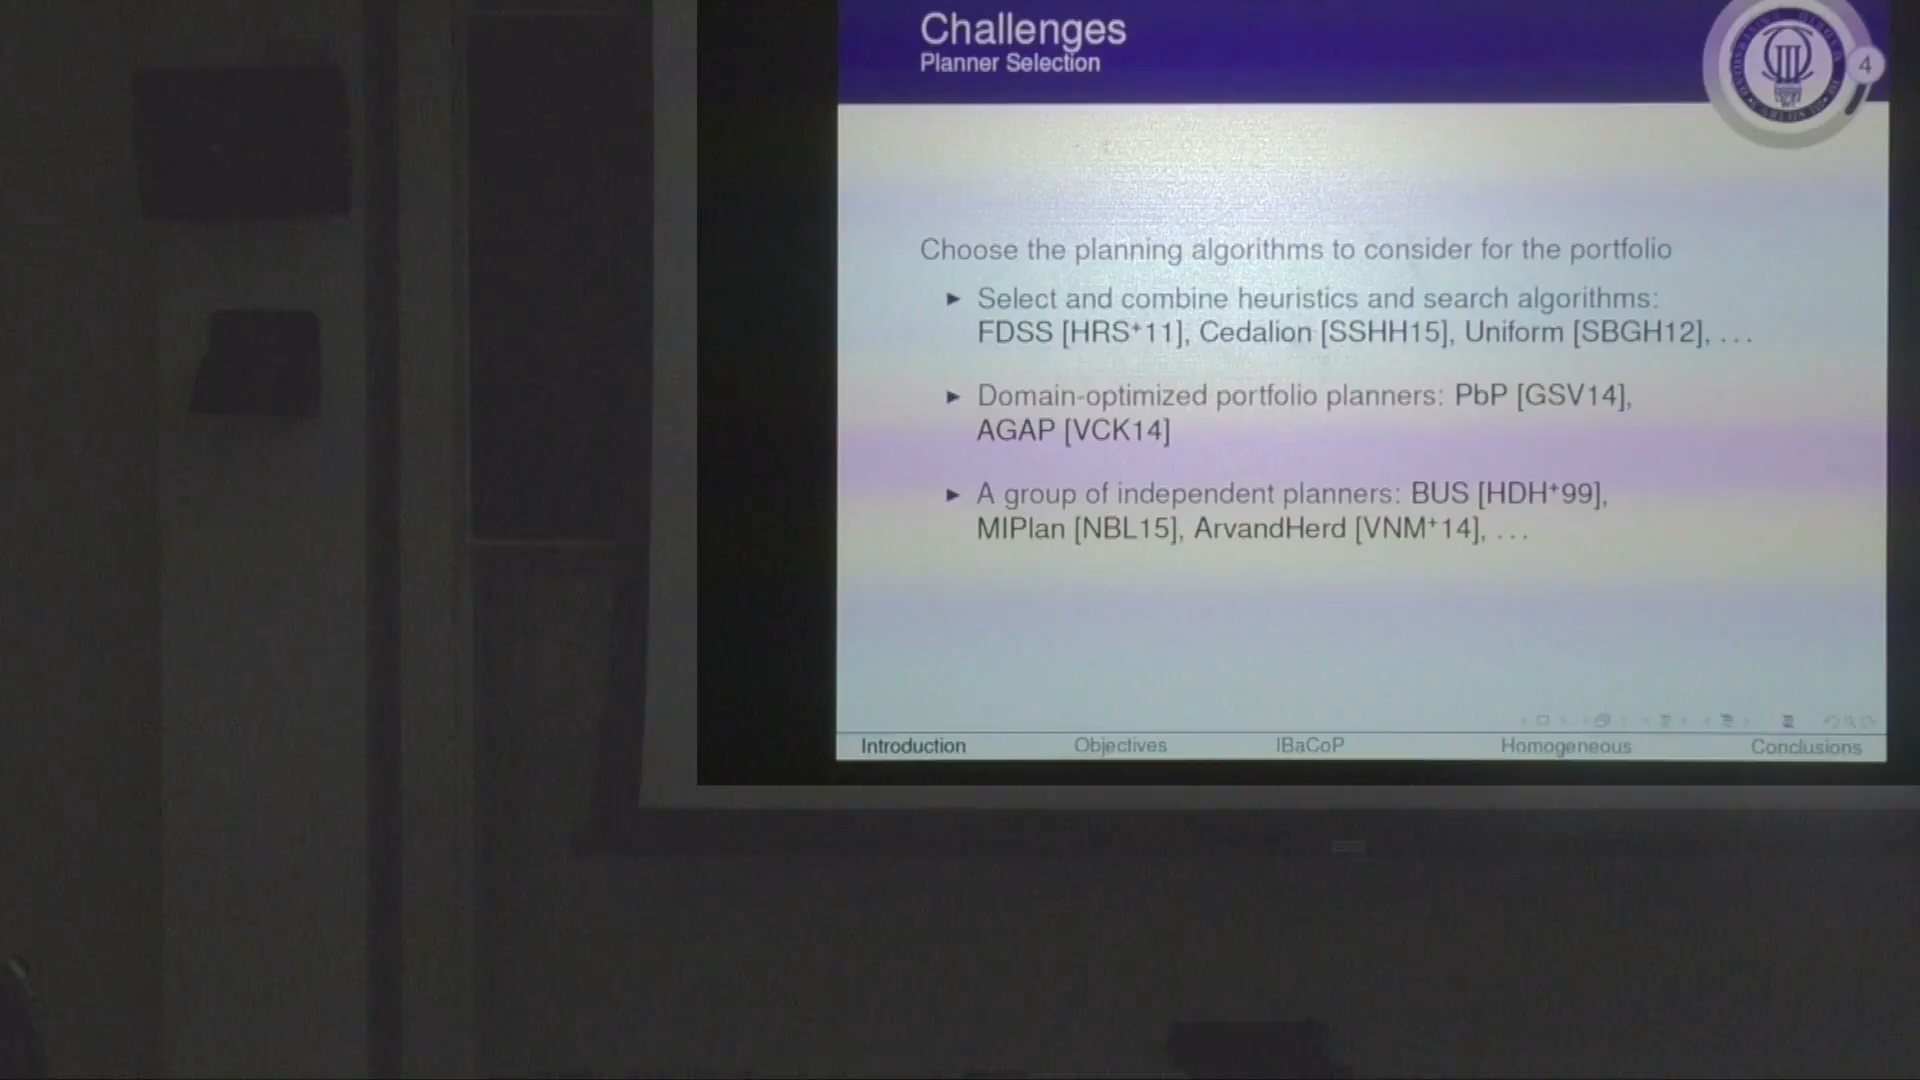 Challenges
Planner Selection
4
Choose the planning algorithms to consider for the portfolio
► Select and combine heuristics and search algorithms:
FDSS [HRS+11], Cedalion [SSHH15], Uniform [SBGH12], ...
► Domain-optimized portfolio planners: PbP [GSV14],
AGAP [VCK14]
► A group of independent planners: BUS [HDH+99],
MIPlan [NBL15], ArvandHerd [VNM+14], ...
Introduction Objectives IBaCoP Homogeneous Conclusions